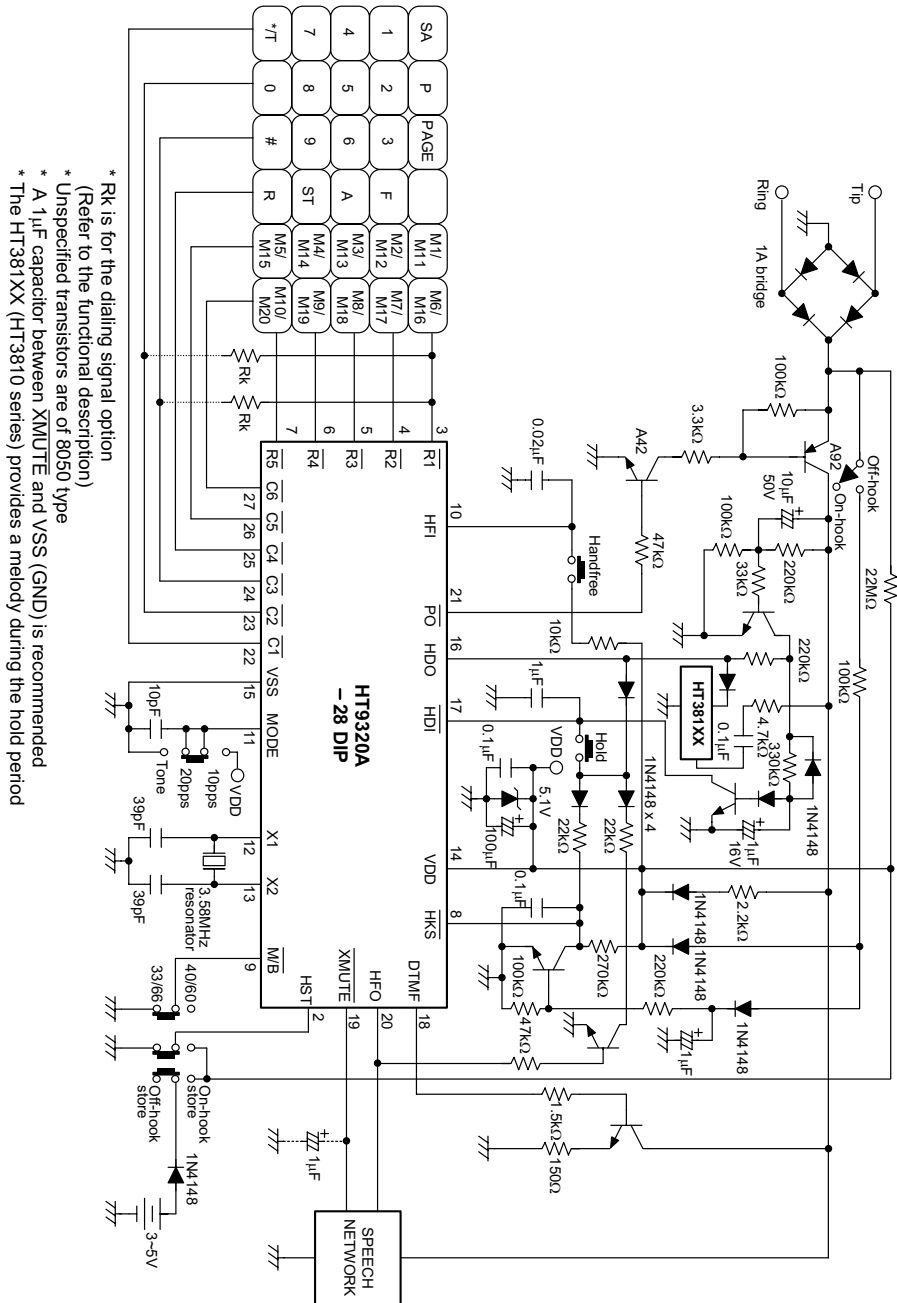 SA
P
PAGE
1
2
3
F
M1/
M11
M6/
M16
4
5
6
A
M2/
M12
M7/
M17
7
8
9
ST
M3/
M13
M8/
M18
*/T
0
#
R
M4/
M14
M9/
M19
M5/
M15
M10/
M20
Rk
Rk
Tip
Ring
1A bridge
Off-hook
On-hook
A92
100kΩ
3.3kΩ
A42
47kΩ
10μF
50V
100kΩ
33kΩ
220kΩ
22MΩ
100kΩ
220kΩ
HT381XX
0.1μF
4.7kΩ
330kΩ
1N4148
1μF
16V
0.02μF
Handfree
10kΩ
1μF
Hold
1N4148 x 4
22kΩ
22kΩ
VDD
0.1μF
5.1V
100μF
0.1μF
2.2kΩ
1N4148
1N4148
270kΩ
100kΩ
220kΩ
1N4148
1μF
47kΩ
1.5kΩ
150Ω
HT9320A
– 28 DIP
3
R1
4
R2
5
R3
6
R4
7
R5
10
HFI
21
PO
16
HDO
17
HDI
14
VDD
8
HKS
18
DTMF
20
HFO
19
XMUTE
2
HST
9
M/B
13
X2
12
X1
11
MODE
15
VSS
22
C1
23
C2
24
C3
25
C4
26
C5
27
C6
10pF
VDD
10pps
20pps
Tone
39pF
39pF
3.58MHz
resonator
40/60
33/66
On-hook
store
Off-hook
store
1N4148
3~5V
1μF
SPEECH
NETWORK
* Rk is for the dialing signal option
(Refer to the functional description)
* Unspecified transistors are of 8050 type
* A 1μF capacitor between XMUTE and VSS (GND) is recommended
* The HT381XX (HT3810 series) provides a melody during the hold period